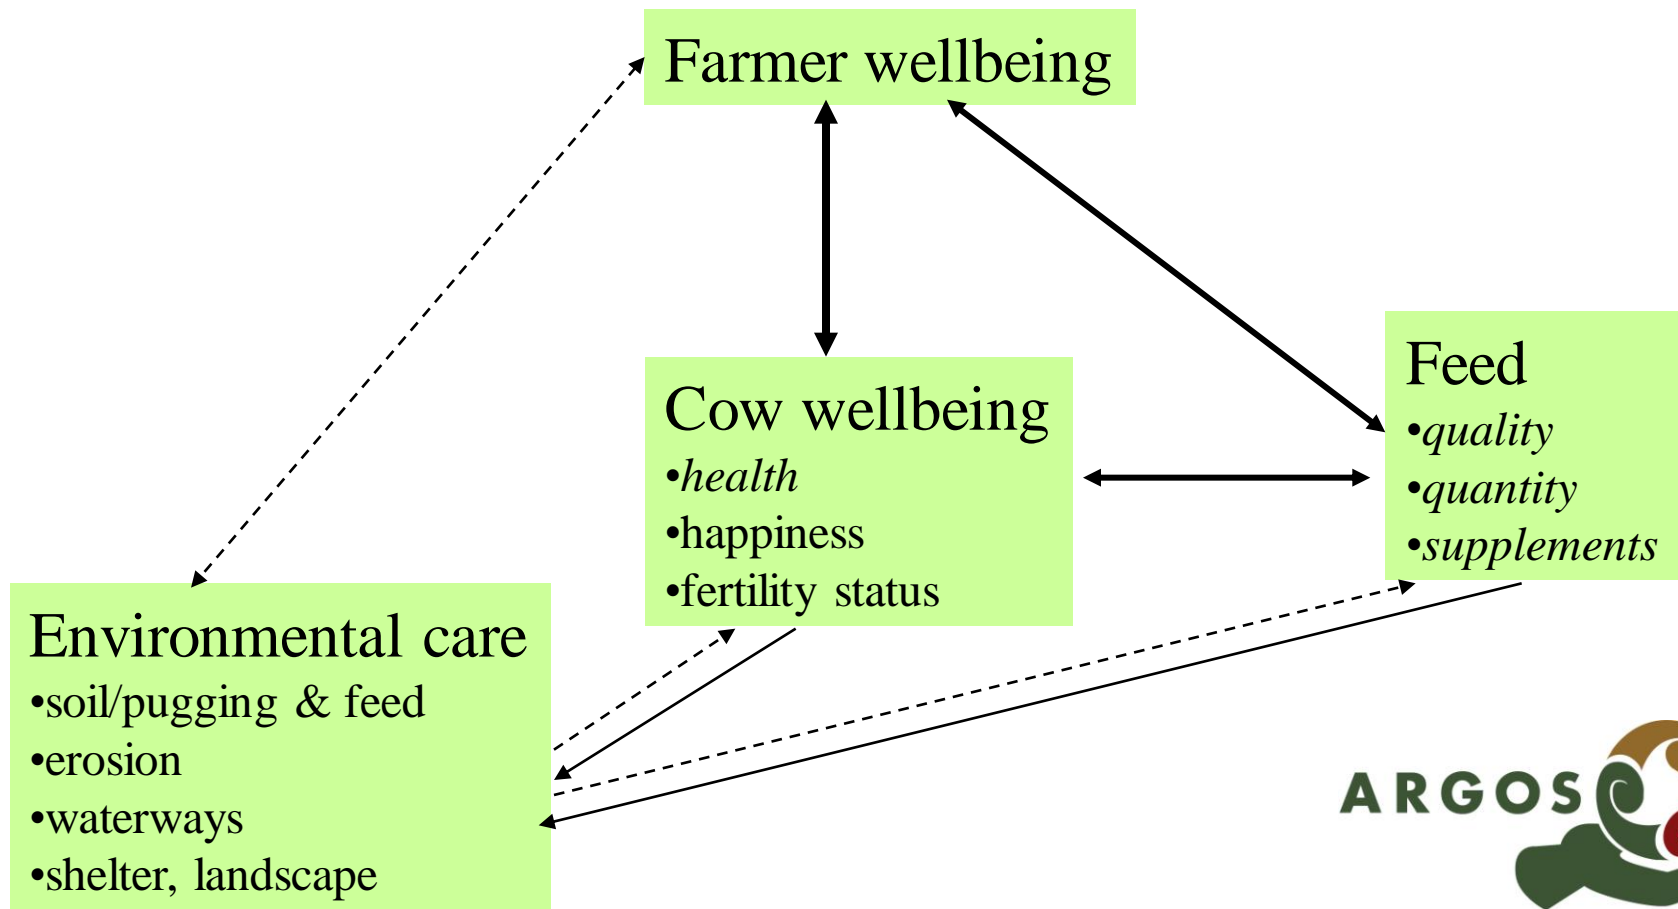 Farmer wellbeing
Cow wellbeing
•health
•happiness
•fertility status
Feed
•quality
•quantity
•supplements
Environmental care
•soil/pugging & feed
•erosion
•waterways
•shelter, landscape
ARGOS